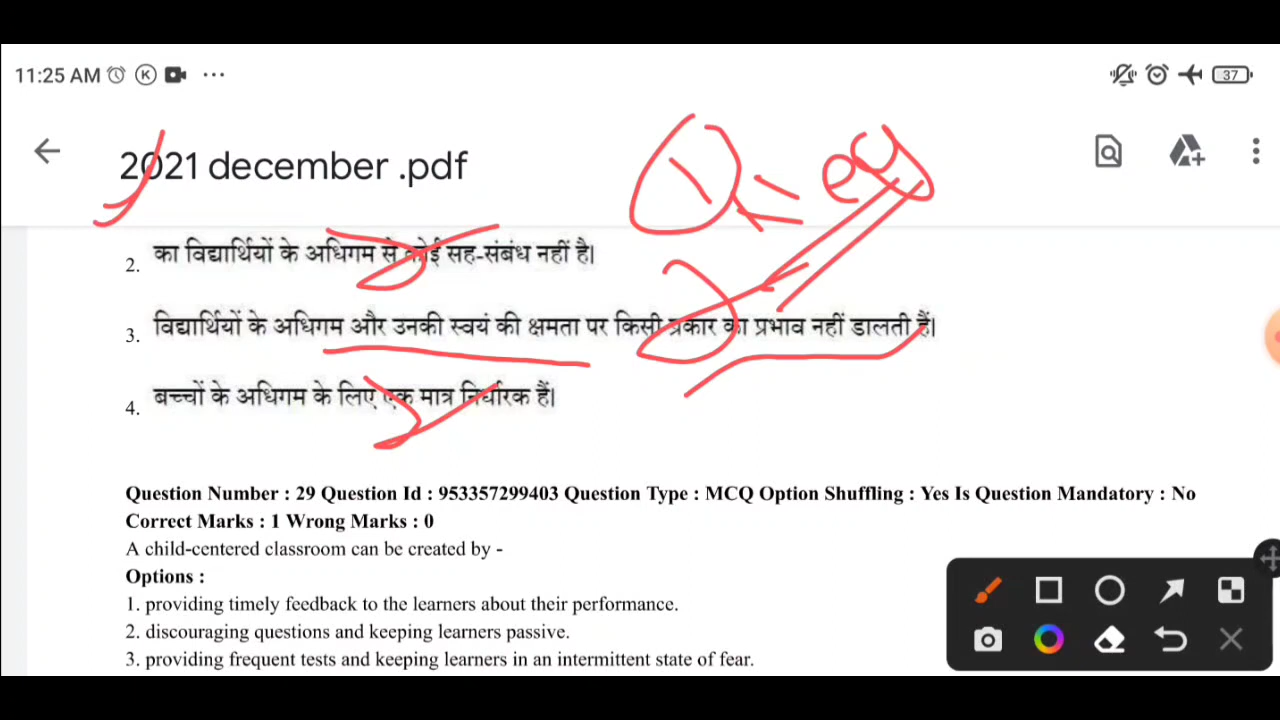 11:25 AM K ...
37
2021 december .pdf
2. का विद्यार्थियों के अधिगम से कोई सह-संबंध नहीं है।
3. विद्यार्थियों के अधिगम और उनकी स्वयं की क्षमता पर किसी प्रकार का प्रभाव नहीं डालती हैं।
4. बच्चों के अधिगम के लिए एक मात्र निर्धारक हैं।
Question Number : 29 Question Id : 953357299403 Question Type : MCQ Option Shuffling : Yes Is Question Mandatory : No
Correct Marks : 1 Wrong Marks : 0
A child-centered classroom can be created by -
Options :
1. providing timely feedback to the learners about their performance.
2. discouraging questions and keeping learners passive.
3. providing frequent tests and keeping learners in an intermittent state of fear.